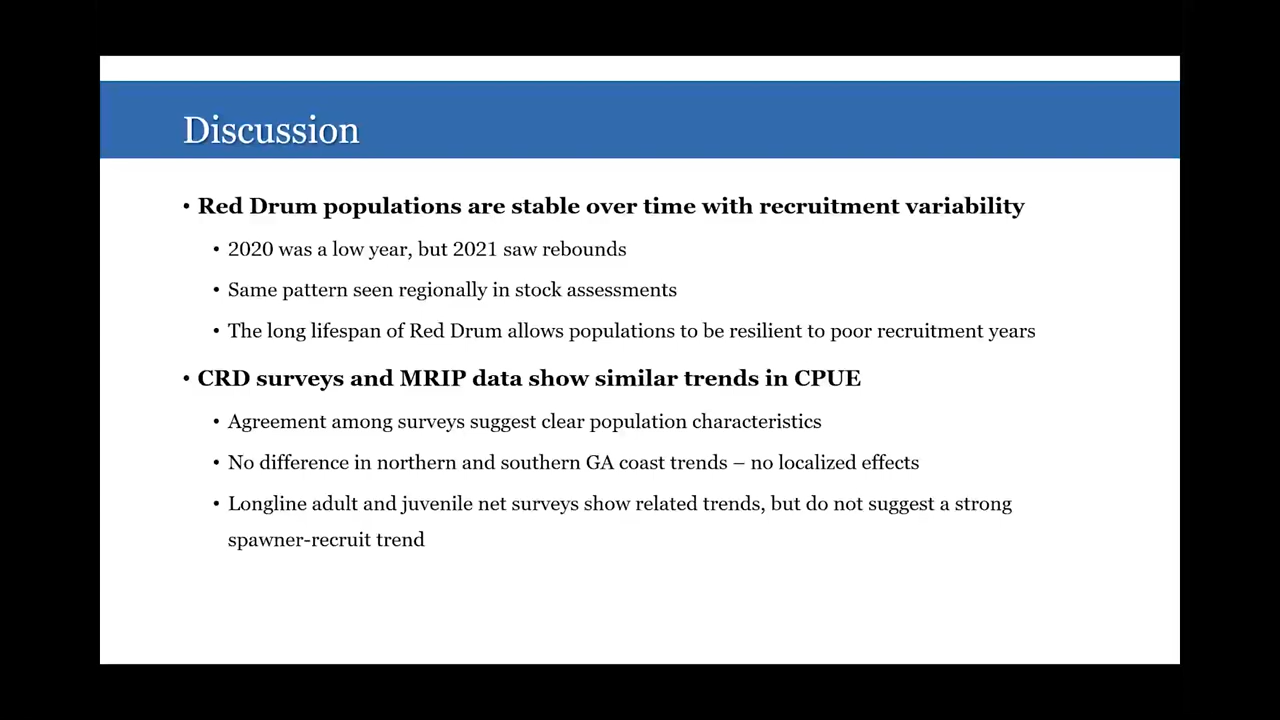 Discussion
• Red Drum populations are stable over time with recruitment variability
• 2020 was a low year, but 2021 saw rebounds
• Same pattern seen regionally in stock assessments
• The long lifespan of Red Drum allows populations to be resilient to poor recruitment years
• CRD surveys and MRIP data show similar trends in CPUE
• Agreement among surveys suggest clear population characteristics
• No difference in northern and southern GA coast trends – no localized effects
• Longline adult and juvenile net surveys show related trends, but do not suggest a strong
spawner-recruit trend